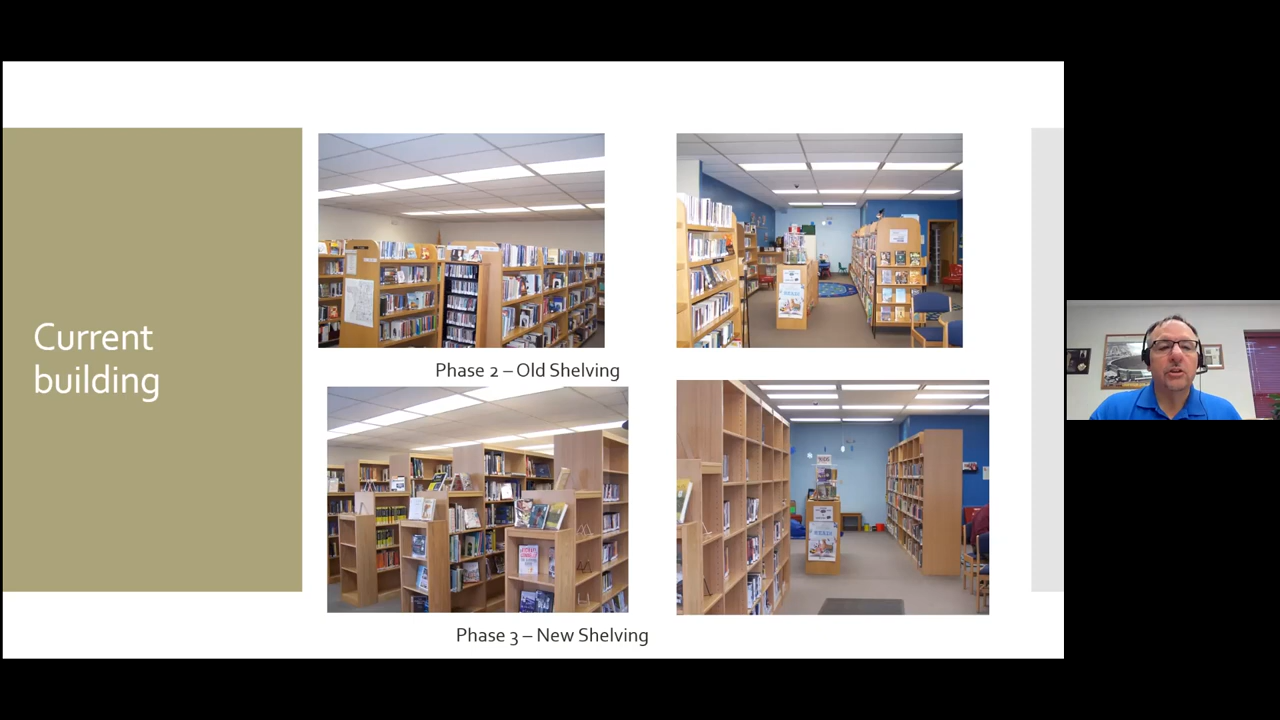 Current
building
Phase 2 – Old Shelving
Phase 3 – New Shelving